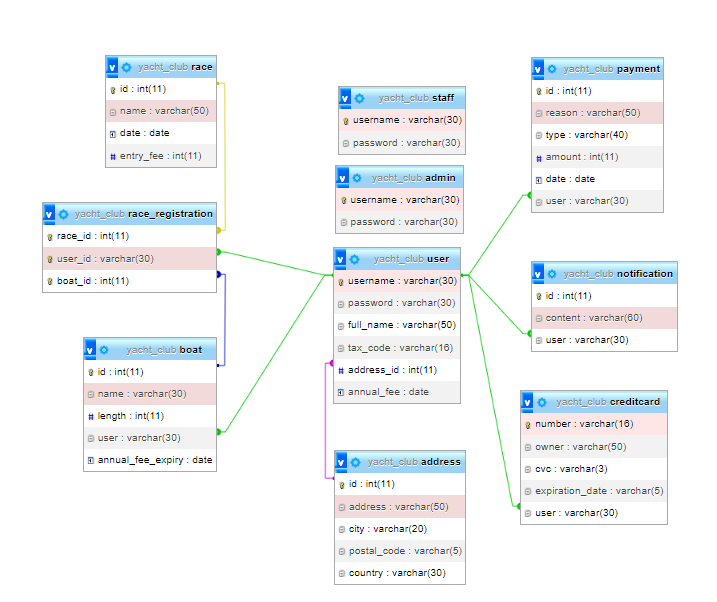 yacht_club race
id : int(11)
name : varchar(50)
date : date
entry_fee : int(11)
yacht_club race_registration
race_id : int(11)
user_id : varchar(30)
boat_id : int(11)
yacht_club boat
id : int(11)
name : varchar(30)
length : int(11)
user : varchar(30)
annual_fee_expiry : date
yacht_club staff
username : varchar(30)
password : varchar(30)
yacht_club admin
username : varchar(30)
password : varchar(30)
yacht_club user
username : varchar(30)
password : varchar(30)
full_name : varchar(50)
tax_code : varchar(16)
address_id : int(11)
annual_fee : date
yacht_club address
id : int(11)
address : varchar(50)
city : varchar(20)
postal_code : varchar(5)
country : varchar(30)
yacht_club payment
id : int(11)
reason : varchar(50)
type : varchar(40)
amount : int(11)
date : date
user : varchar(30)
yacht_club notification
id : int(11)
content : varchar(60)
user : varchar(30)
yacht_club creditcard
number : varchar(16)
owner : varchar(50)
cvc : varchar(3)
expiration_date : varchar(5)
user : varchar(30)